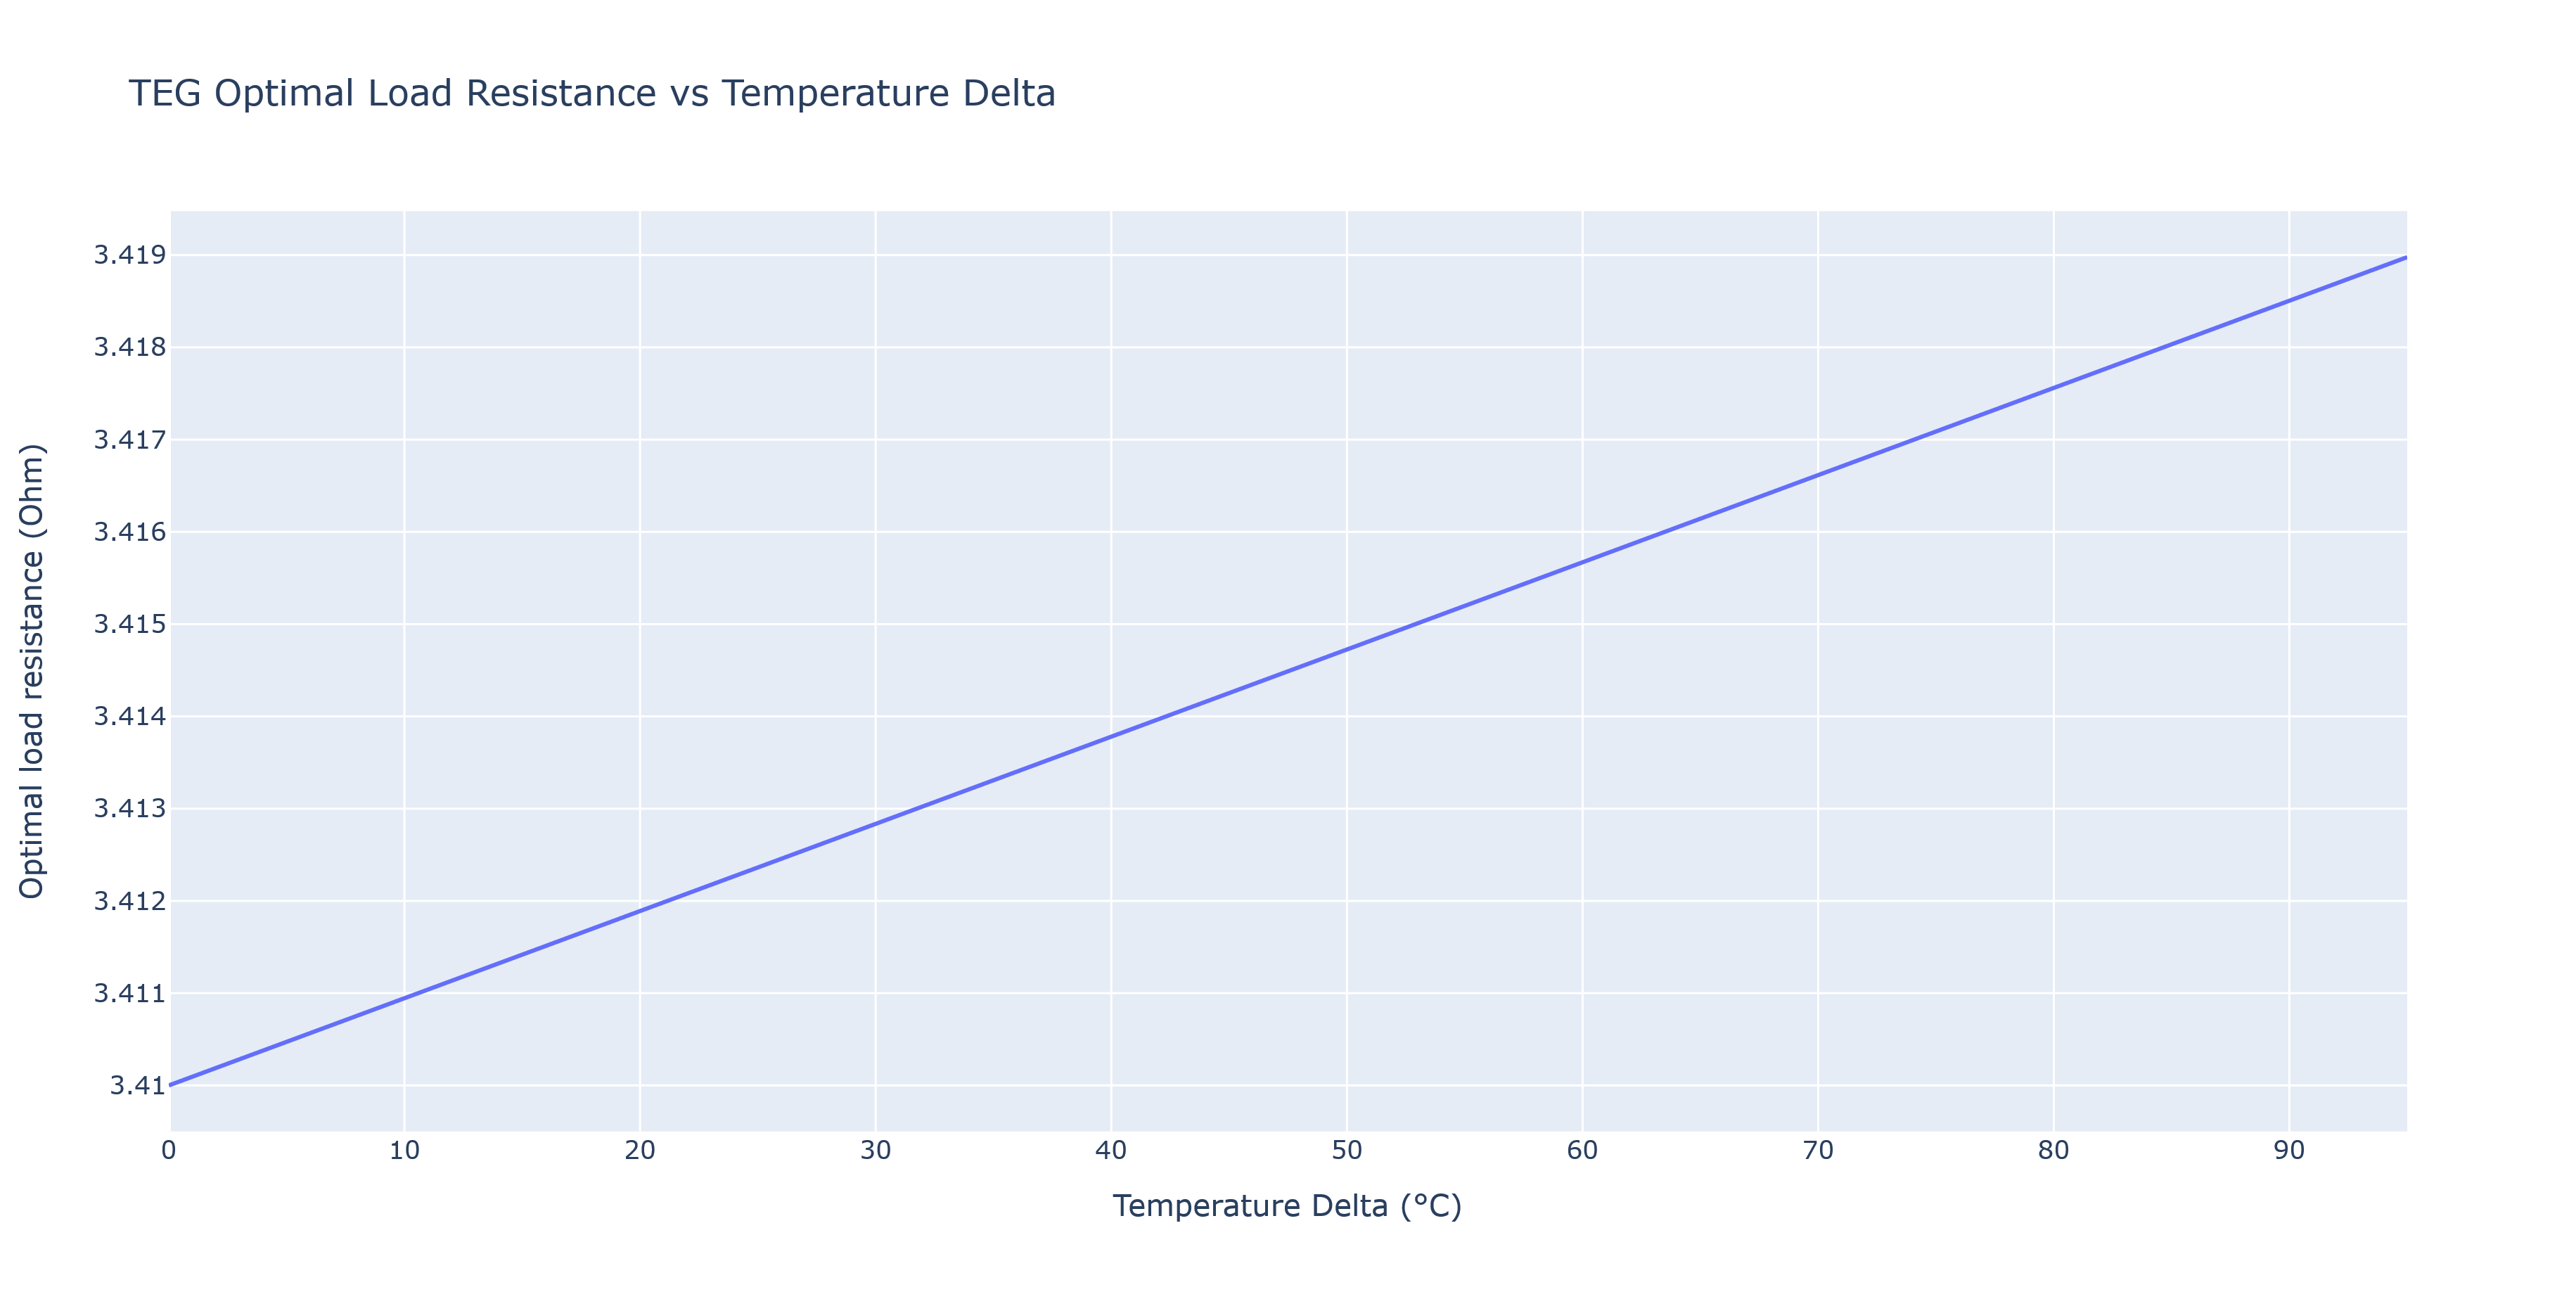 TEG Optimal Load Resistance vs Temperature Delta
Optimal load resistance (Ohm)
3.419
3.418
3.417
3.416
3.415
3.414
3.413
3.412
3.411
3.41
0 10 20 30 40 50 60 70 80 90
Temperature Delta (°C)